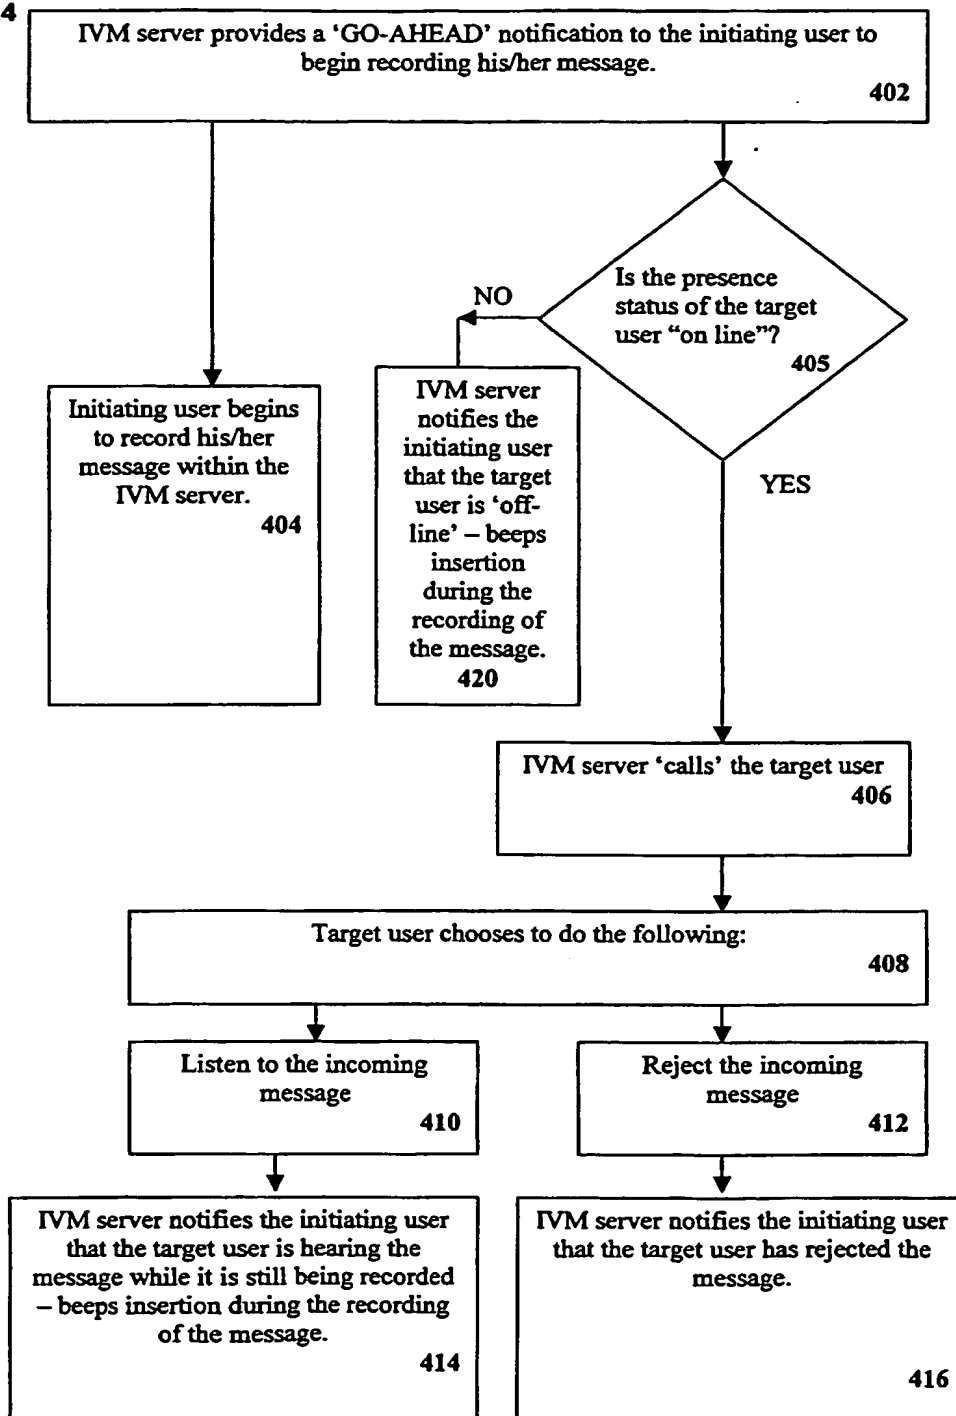 4
IVM server provides a ‘GO-AHEAD’ notification to the initiating user to
begin recording his/her message.
402
Is the presence
status of the target
user “on line”?
405
NO
YES
Initiating user begins
to record his/her
message within the
IVM server.
404
IVM server
notifies the
initiating user
that the target
user is ‘off-
line’ – beeps
insertion
during the
recording of
the message.
420
IVM server ‘calls’ the target user
406
Target user chooses to do the following:
408
Listen to the incoming
message
410
Reject the incoming
message
412
IVM server notifies the initiating user
that the target user is hearing the
message while it is still being recorded
– beeps insertion during the recording
of the message.
414
IVM server notifies the initiating user
that the target user has rejected the
message.
416